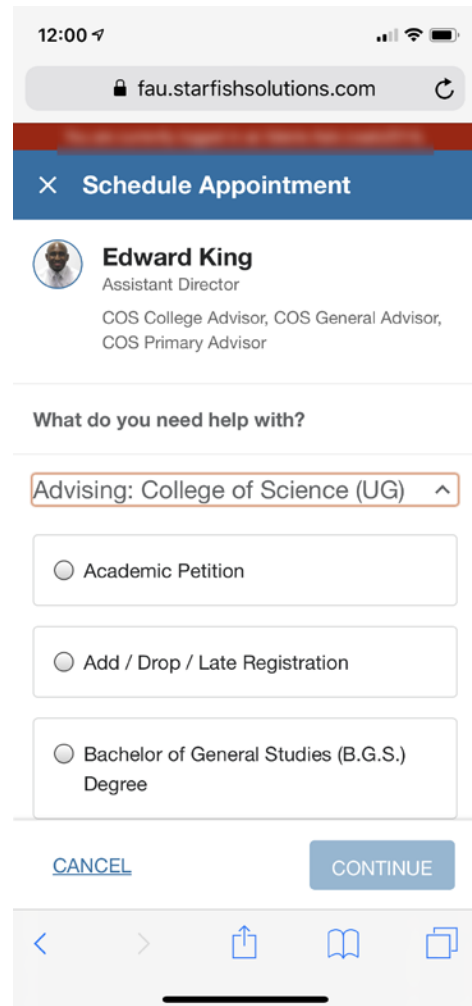 12:00
fau.starfishsolutions.com
Schedule Appointment
Edward King
Assistant Director
COS College Advisor, COS General Advisor,
COS Primary Advisor
What do you need help with?
Advising: College of Science (UG)
Academic Petition
Add / Drop / Late Registration
Bachelor of General Studies (B.G.S.)
Degree
CANCEL
CONTINUE